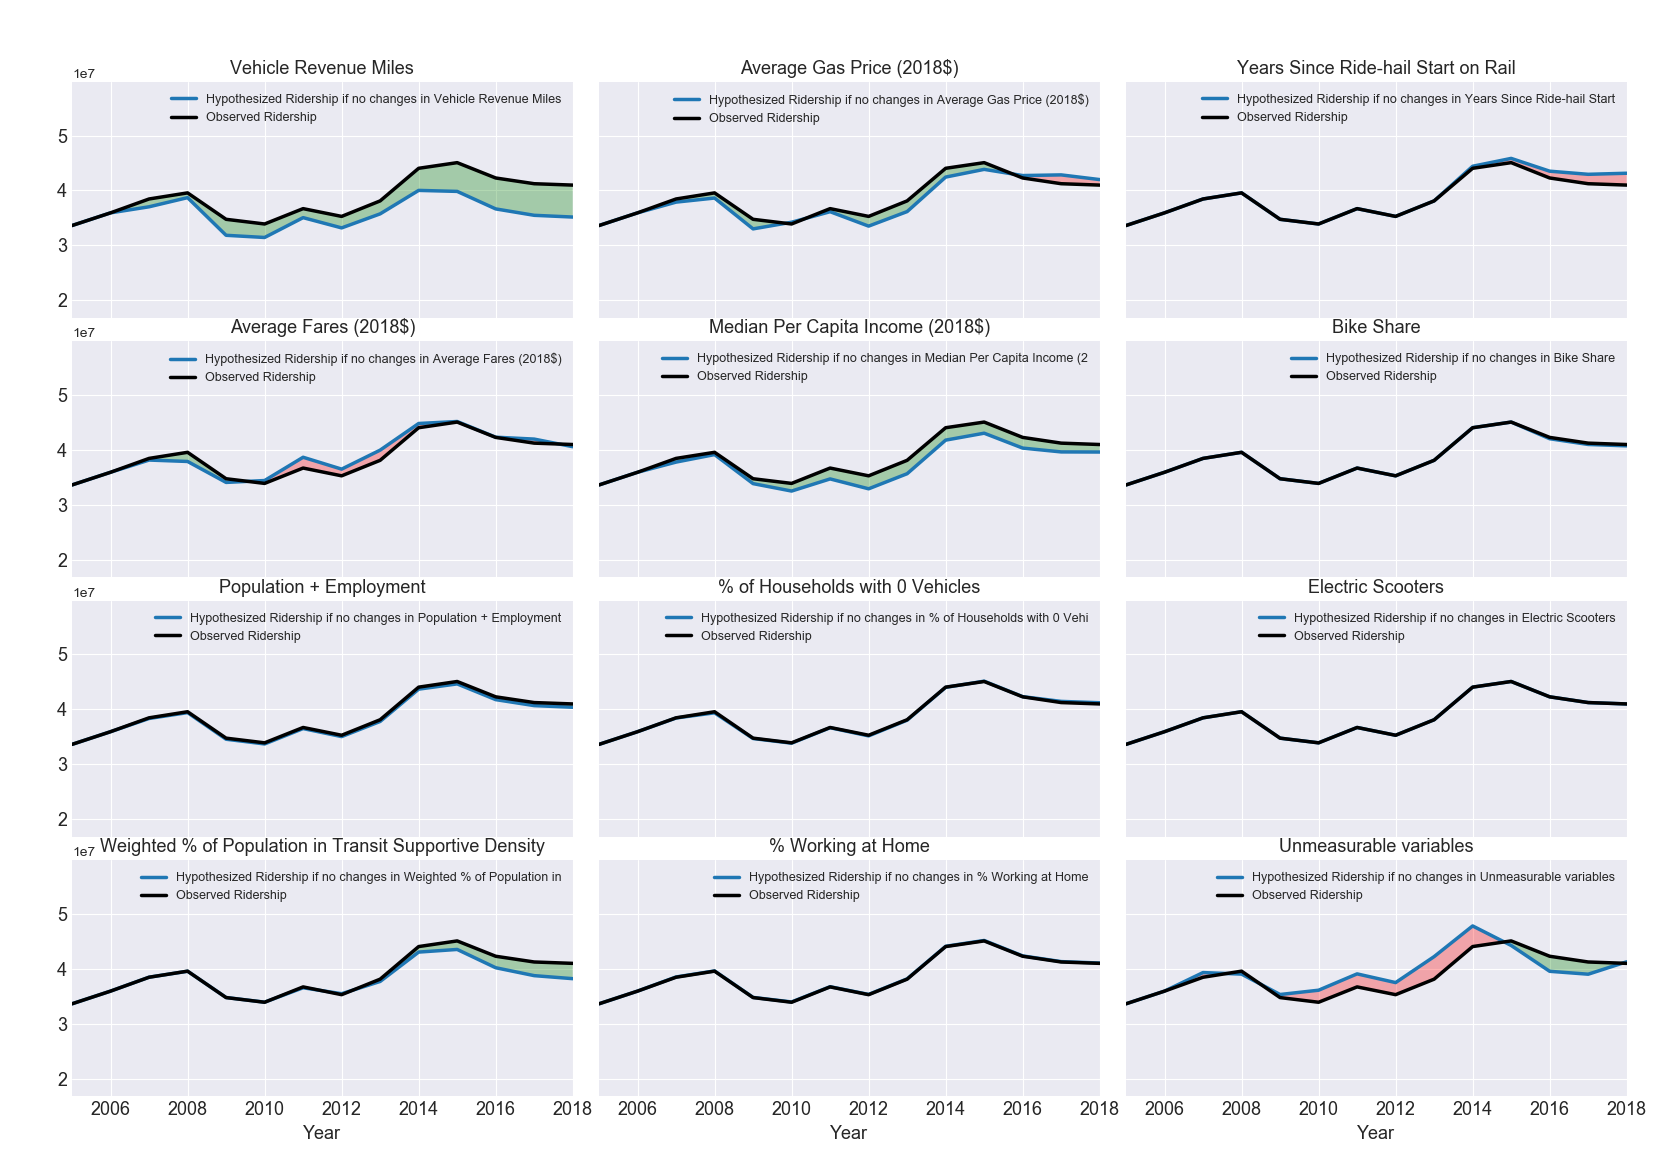 Vehicle Revenue Miles
1e7
Hypothesized Ridership if no changes in Vehicle Revenue Miles
Observed Ridership
5
4
3
2
Average Gas Price (2018$)
Hypothesized Ridership if no changes in Average Gas Price (2018$)
Observed Ridership
Years Since Ride-hail Start on Rail
Hypothesized Ridership if no changes in Years Since Ride-hail Start
Observed Ridership
Average Fares (2018$)
1e7
Hypothesized Ridership if no changes in Average Fares (2018$)
Observed Ridership
5
4
3
2
Median Per Capita Income (2018$)
Hypothesized Ridership if no changes in Median Per Capita Income (2
Observed Ridership
Bike Share
Hypothesized Ridership if no changes in Bike Share
Observed Ridership
Population + Employment
1e7
Hypothesized Ridership if no changes in Population + Employment
Observed Ridership
5
4
3
2
% of Households with 0 Vehicles
Hypothesized Ridership if no changes in % of Households with 0 Vehi
Observed Ridership
Electric Scooters
Hypothesized Ridership if no changes in Electric Scooters
Observed Ridership
Weighted % of Population in Transit Supportive Density
1e7
Hypothesized Ridership if no changes in Weighted % of Population in
Observed Ridership
5
4
3
2
2006 2008 2010 2012 2014 2016 2018
Year
% Working at Home
Hypothesized Ridership if no changes in % Working at Home
Observed Ridership
2006 2008 2010 2012 2014 2016 2018
Year
Unmeasurable variables
Hypothesized Ridership if no changes in Unmeasurable variables
Observed Ridership
2006 2008 2010 2012 2014 2016 2018
Year